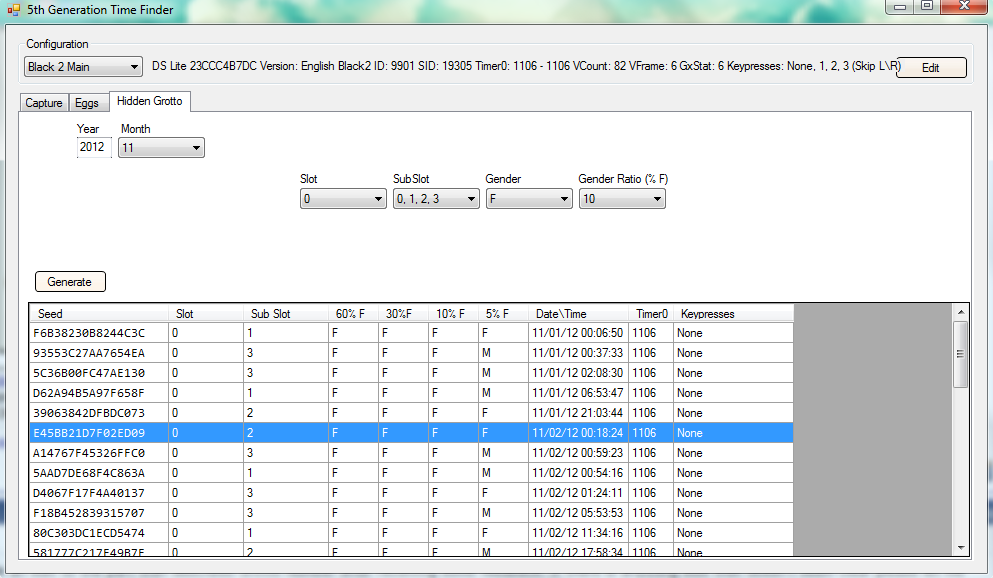 5th Generation Time Finder
Configuration
Black 2 Main DS Lite 23CCC4B7DC Version: English Black2 ID: 9901 SID: 19305 Timer0: 1106 - 1106 VCount: 82 VFrame: 6 GxStat: 6 Keypresses: None, 1, 2, 3 (Skip L\R) Edit
Capture Eggs Hidden Grotto
Year Month
2012 11
Slot SubSlot Gender Gender Ratio (% F)
0 0, 1, 2, 3 F 10
Generate
Seed Slot Sub Slot 60% F 30%F 10% F 5% F Date\Time Timer0 Keypresses
F6B38230B8244C3C 0 1 F F F F 11/01/12 00:06:50 1106 None
93553C27AA7654EA 0 3 F F F M 11/01/12 00:37:33 1106 None
5C36B00FC47AE130 0 3 F F F M 11/01/12 02:08:30 1106 None
D62A94B5A97F658F 0 1 F F F M 11/01/12 06:53:47 1106 None
39063842DFBDC073 0 2 F F F F 11/01/12 21:03:44 1106 None
E45BB21D7F02ED09 0 2 F F F F 11/02/12 00:18:24 1106 None
A14767F45326FFC0 0 3 F F F M 11/02/12 00:59:23 1106 None
5AAD7DE68F4C863A 0 1 F F F M 11/02/12 00:54:16 1106 None
D4067F17F4A40137 0 3 F F F F 11/02/12 01:24:11 1106 None
F18B452839315707 0 3 F F F M 11/02/12 05:53:53 1106 None
80C303DC1ECD5474 0 1 F F F F 11/02/12 11:34:16 1106 None
581777C217E49B7F 0 2 F F F M 11/02/12 17:58:34 1106 None